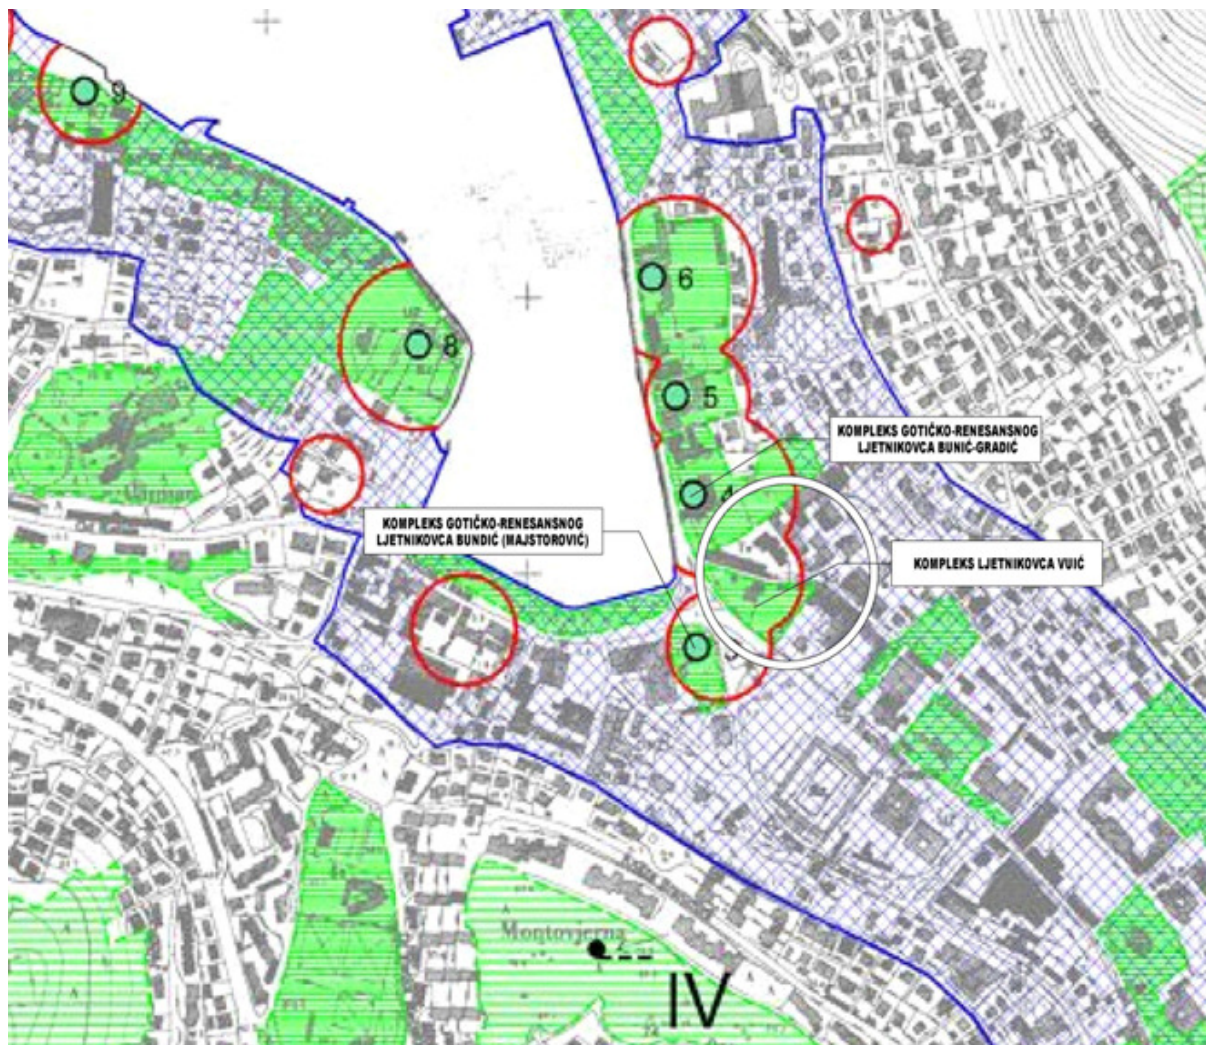 9
6
8
5
KOMPLEKS GOTIČKO-RENESANSNOG
LJETNIKOVCA BUNIĆ-GRADIĆ
4
KOMPLEKS GOTIČKO-RENESANSNOG
LJETNIKOVCA BUNDIĆ (MAJSTOROVIĆ)
KOMPLEKS LJETNIKOVCA VUIĆ
3
Montovjerna
2
IV